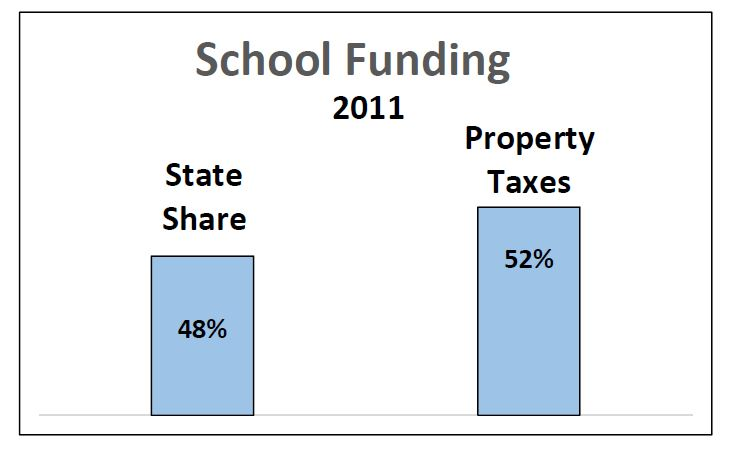 School Funding
2011
State
Share
48%
Property
Taxes
52%